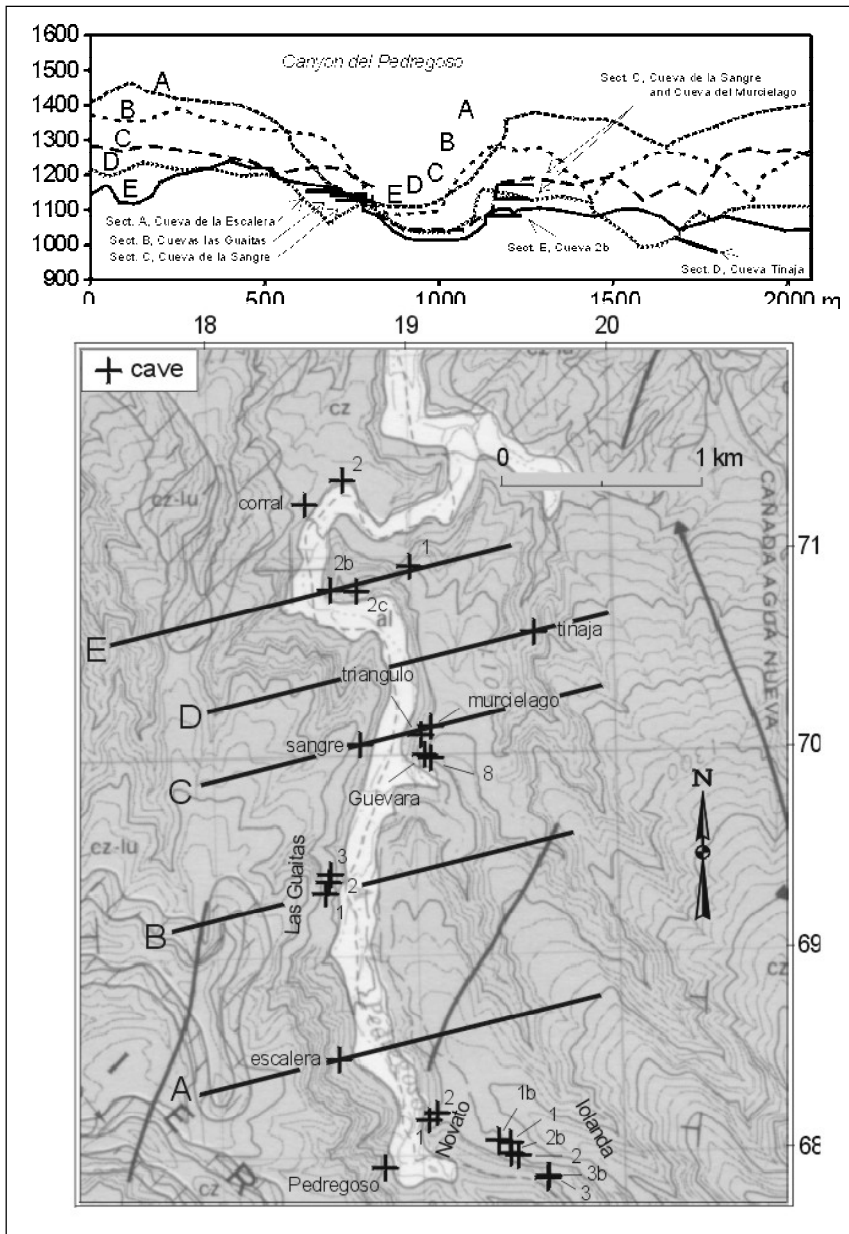 1600
1500
1400
1300
1200
1100
1000
900
Canyon del Pedregoso
Sect. C, Cueva de la Sangre
and Cueva del Murcielago
A
B
C
D
E
A
B
C
D
E
Sect. A, Cueva de la Escalera
Sect. B, Cuevas las Guaitas
Sect. C, Cueva de la Sangre
Sect. E, Cueva 2b
Sect. D, Cueva Tinaja
0 500 1000 1500 2000 m
18 19 20
cave
cz
cz-lu
2
corral
0 1 km
CAÑADA AGUA NUEVA
71
1
2b
2c
al
E
tinaja
triangulo
D
murcielago
sangre
70
C
Guevara
8
N
cz-lu
Las Guaitas
3
2
1
B
69
cz
escalera
A
2
1
Novato
1b
1
2b
2
3b
3
Iolanda
68
Pedregoso
cz
R